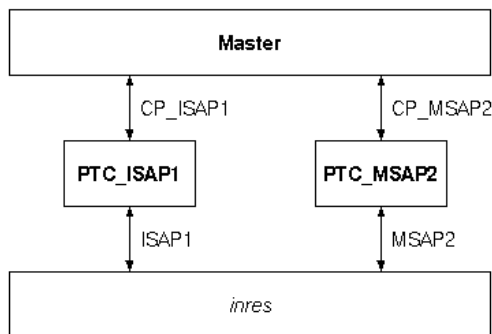 Master
CP_ISAP1 CP_MSAP2
PTC_ISAP1 PTC_MSAP2
ISAP1 MSAP2
inres